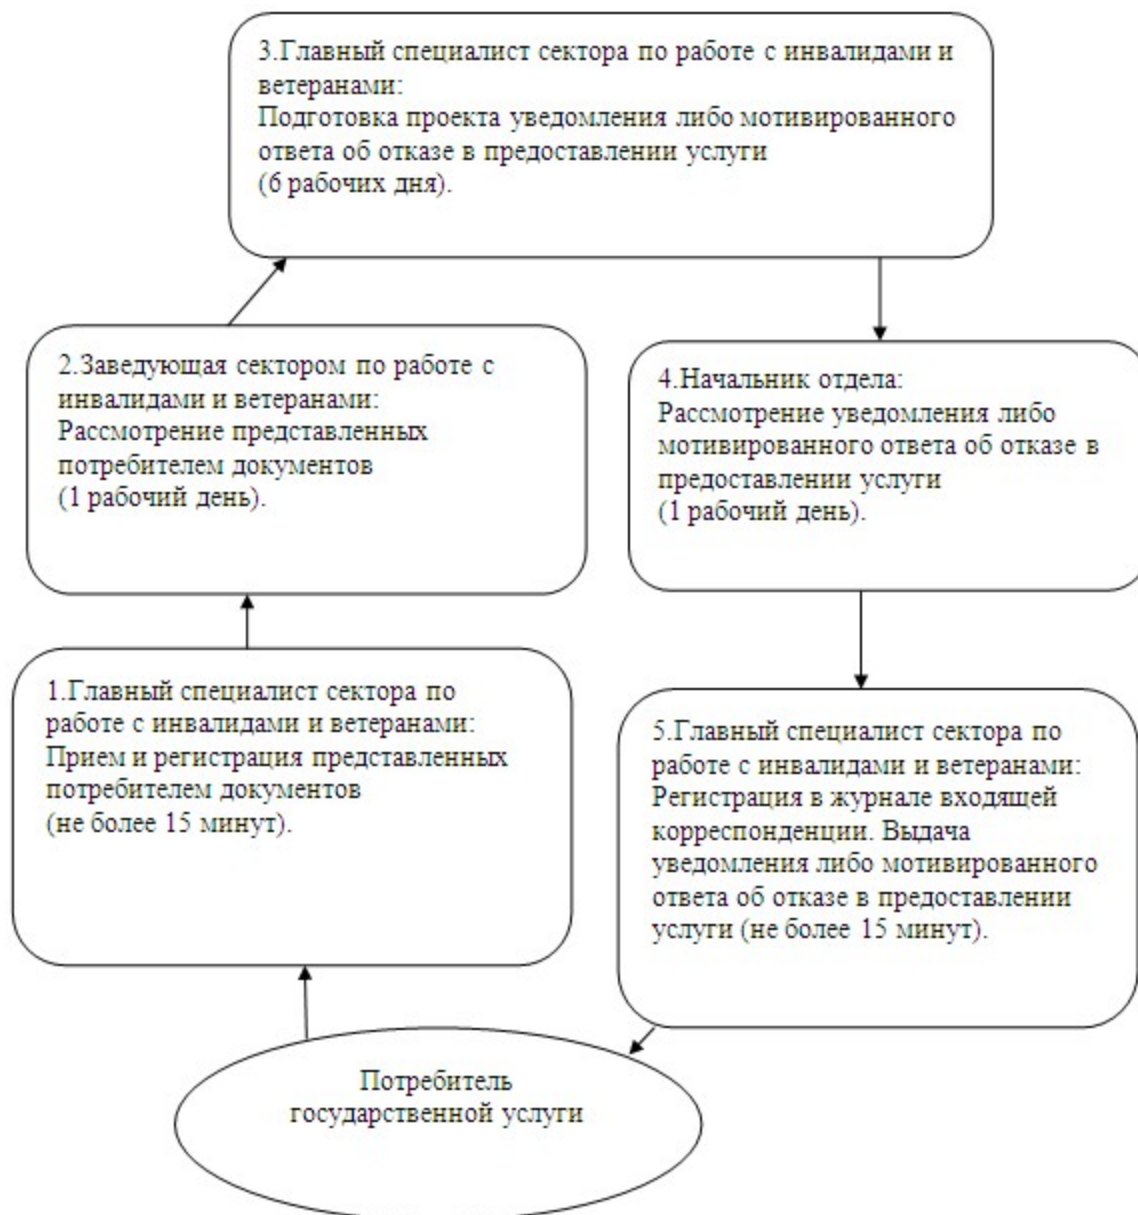 3.Главный специалист сектора по работе с инвалидами и
ветеранами:
Подготовка проекта уведомления либо мотивированного
ответа об отказе в предоставлении услуги
(6 рабочих дня).
2.Заведующая сектором по работе с
инвалидами и ветеранами:
Рассмотрение представленных
потребителем документов
(1 рабочий день).
4.Начальник отдела:
Рассмотрение уведомления либо
мотивированного ответа об отказе в
предоставлении услуги
(1 рабочий день).
1.Главный специалист сектора по
работе с инвалидами и ветеранами:
Прием и регистрация представленных
потребителем документов
(не более 15 минут).
5.Главный специалист сектора по
работе с инвалидами и ветеранами:
Регистрация в журнале входящей
корреспонденции. Выдача
уведомления либо мотивированного
ответа об отказе в предоставлении
услуги (не более 15 минут).
Потребитель
государственной услуги